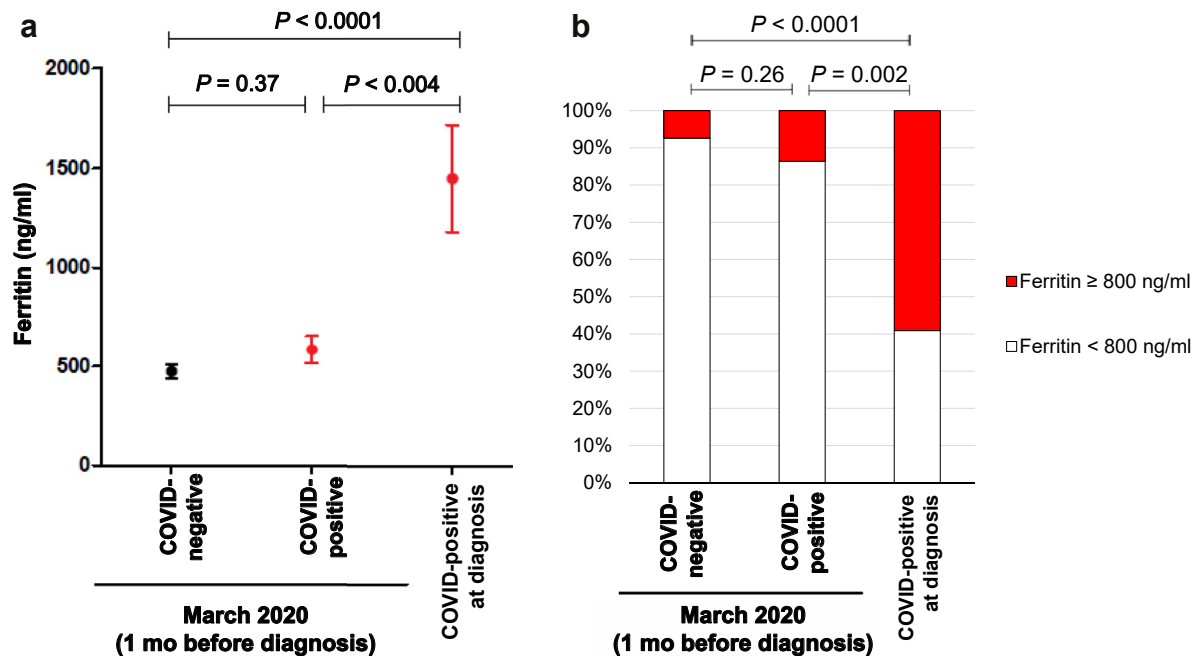 a
P < 0.0001
P = 0.37
P < 0.004
2000
1500
1000
500
0
Ferritin (ng/ml)
COVID-
negative
COVID-
positive
COVID-positive
at diagnosis
March 2020
(1 mo before diagnosis)
b
P < 0.0001
P = 0.26
P = 0.002
100%
90%
80%
70%
60%
50%
40%
30%
20%
10%
0%
Ferritin ≥ 800 ng/ml
Ferritin < 800 ng/ml
COVID-
negative
COVID-
positive
COVID-positive
at diagnosis
March 2020
(1 mo before diagnosis)